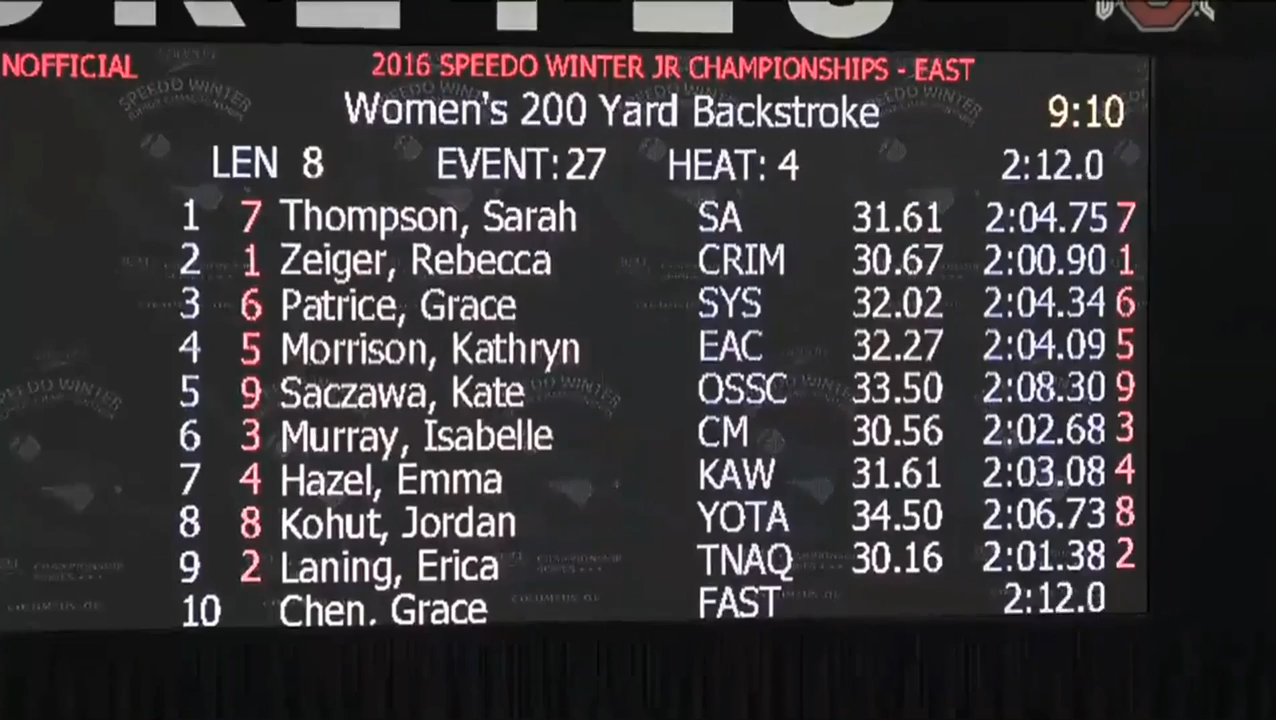 NOFFICIAL 2016 SPEEDO WINTER JR CHAMPIONSHIPS - EAST
Women's 200 Yard Backstroke 9:10
LEN 8 EVENT:27 HEAT: 4 2:12.0
1 7 Thompson, Sarah SA 31.61 2:04.75 7
2 1 Zeiger, Rebecca CRIM 30.67 2:00.90 1
3 6 Patrice, Grace SYS 32.02 2:04.34 6
4 5 Morrison, Kathryn EAC 32.27 2:04.09 5
5 9 Saczawa, Kate OSSC 33.50 2:08.30 9
6 3 Murray, Isabelle CM 30.56 2:02.68 3
7 4 Hazel, Emma KAW 31.61 2:03.08 4
8 8 Kohut, Jordan YOTA 34.50 2:06.73 8
9 2 Laning, Erica TNAQ 30.16 2:01.38 2
10 Chen, Grace FAST 2:12.0